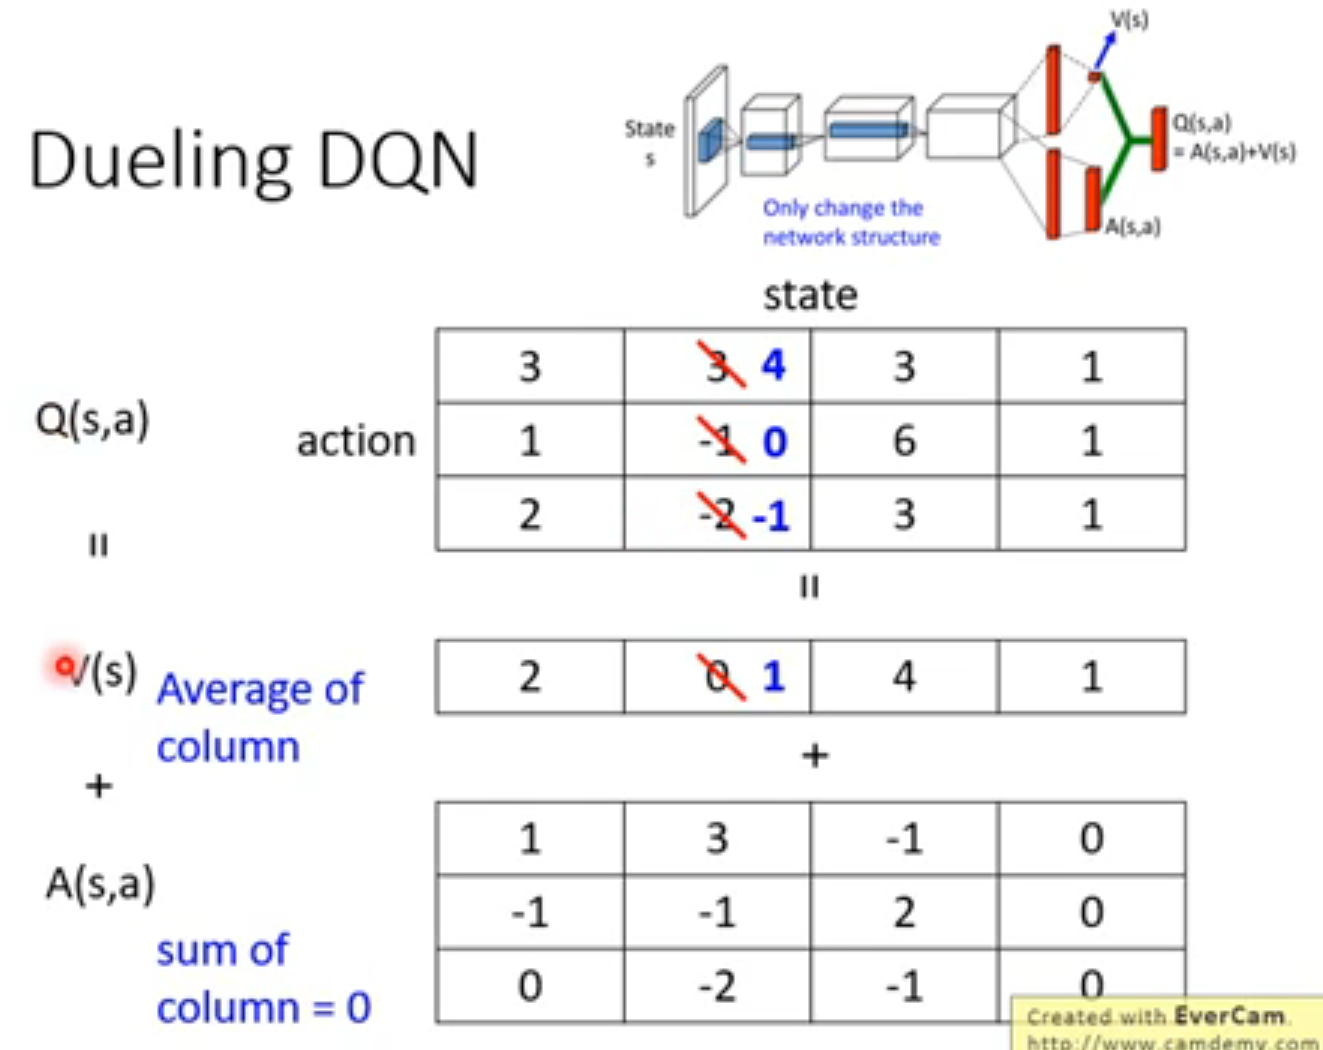 V(s)
State
s
Q(s,a)
= A(s,a)+V(s)
Dueling DQN
Only change the
network structure
A(s,a)
state
3 3 4 3 1
Q(s,a)
action 1 -1 0 6 1
2 -2 -1 3 1
=
=
V(s) Average of
column
2 0 1 4 1
+
+
1 3 -1 0
A(s,a)
-1 -1 2 0
sum of
column = 0
0 -2 -1 0
Created with EverCam.
http://www.camdemy.com